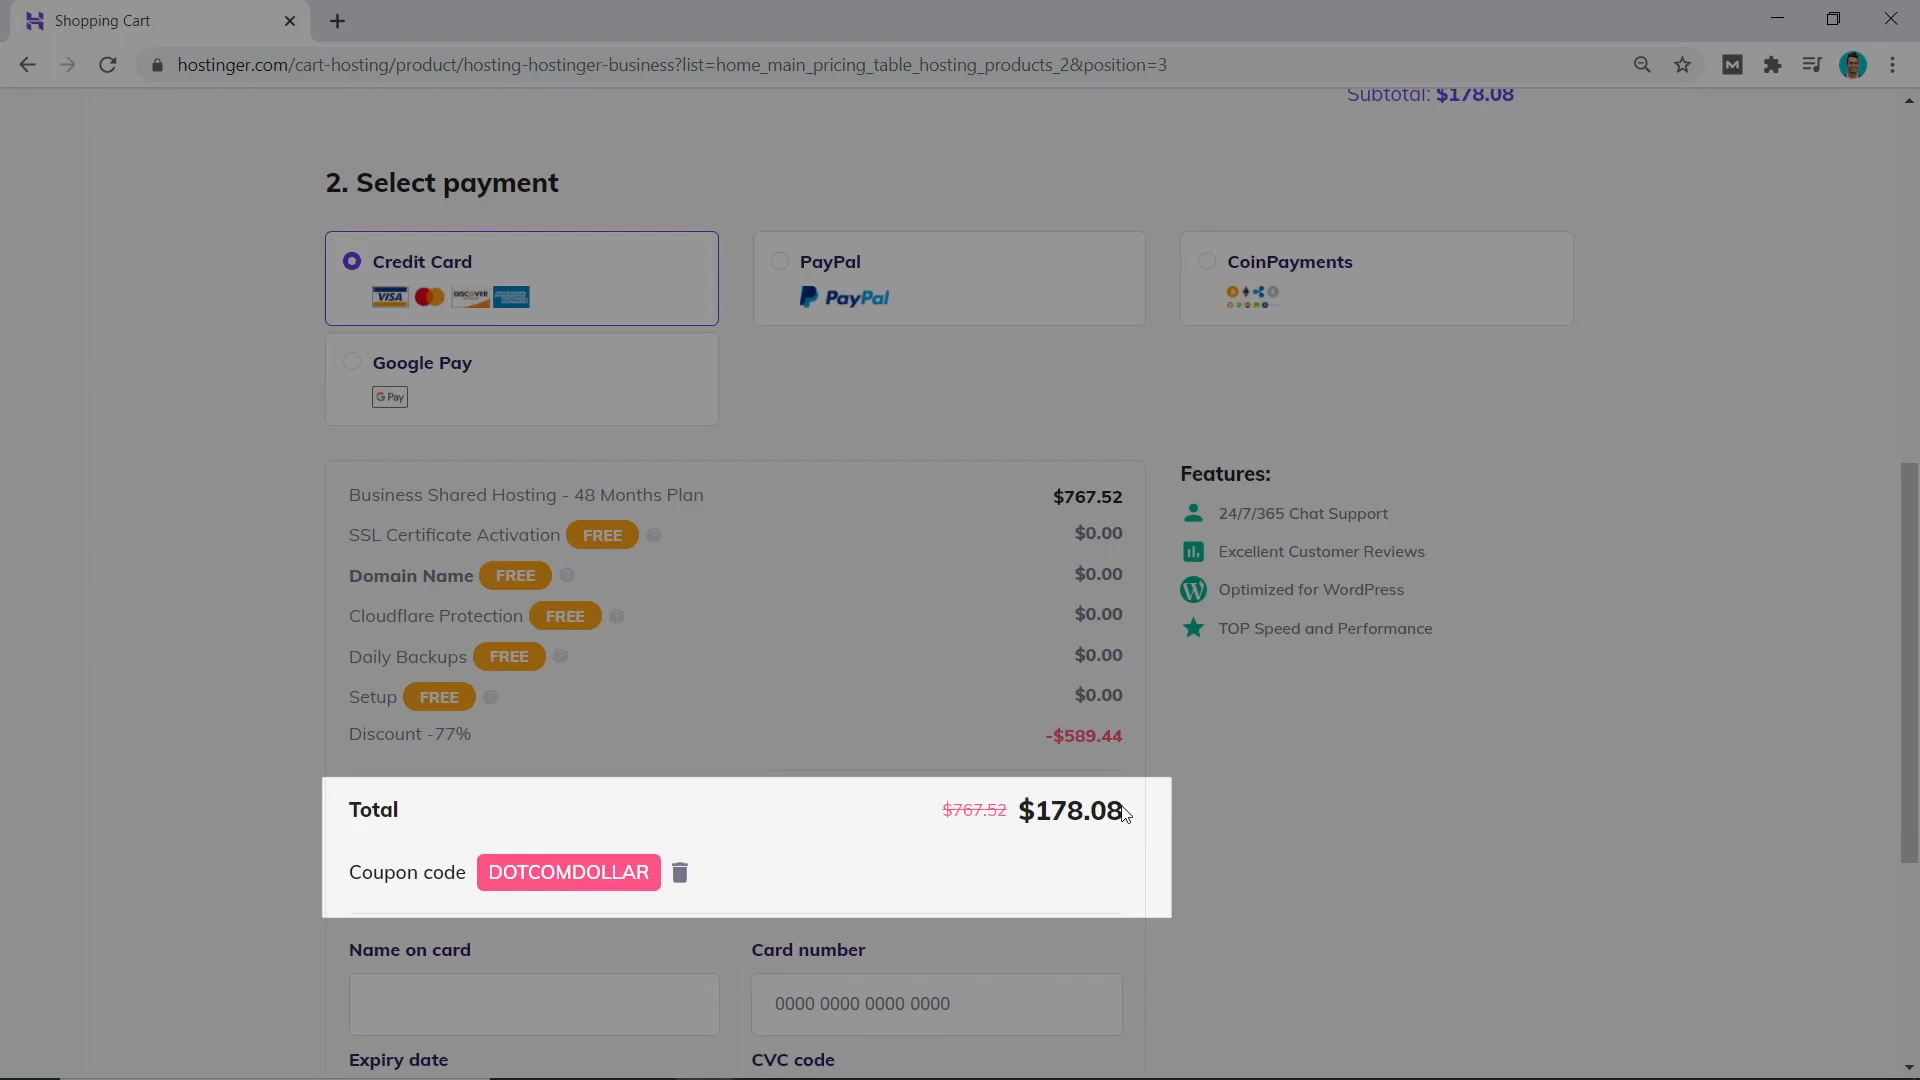 Shopping Cart
hostinger.com/cart-hosting/product/hosting-hostinger-business?list=home_main_pricing_table_hosting_products_2&position=3
Subtotal: $178.08
2. Select payment
Credit Card
VISA DISCOVER AMERICAN EXPRESS
PayPal
PayPal
CoinPayments
Google Pay
G Pay
Business Shared Hosting - 48 Months Plan $767.52
SSL Certificate Activation FREE ? $0.00
Domain Name FREE ? $0.00
Cloudflare Protection FREE ? $0.00
Daily Backups FREE ? $0.00
Setup FREE ? $0.00
Discount -77% -$589.44
Features:
24/7/365 Chat Support
Excellent Customer Reviews
Optimized for WordPress
TOP Speed and Performance
Total $767.52 $178.08
Coupon code DOTCOMDOLLAR
Name on card
Card number
0000 0000 0000 0000
Expiry date
CVC code